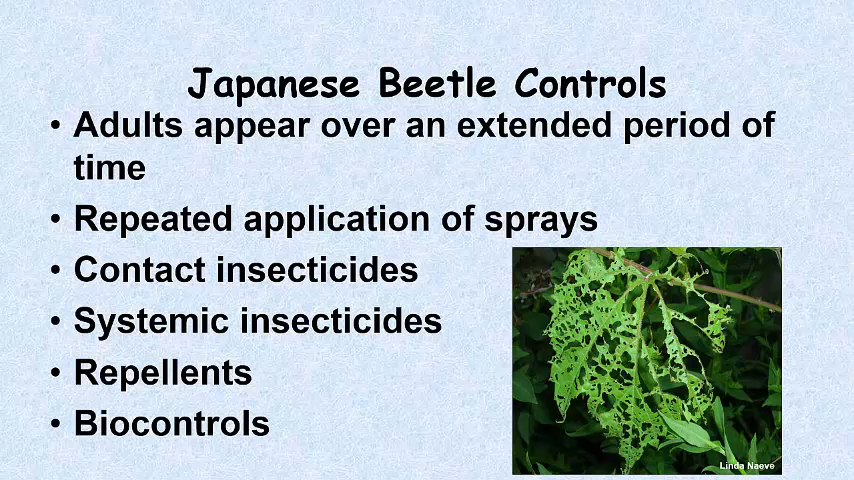 Japanese Beetle Controls
• Adults appear over an extended period of
time
• Repeated application of sprays
• Contact insecticides
• Systemic insecticides
• Repellents
• Biocontrols
Linda Naeve